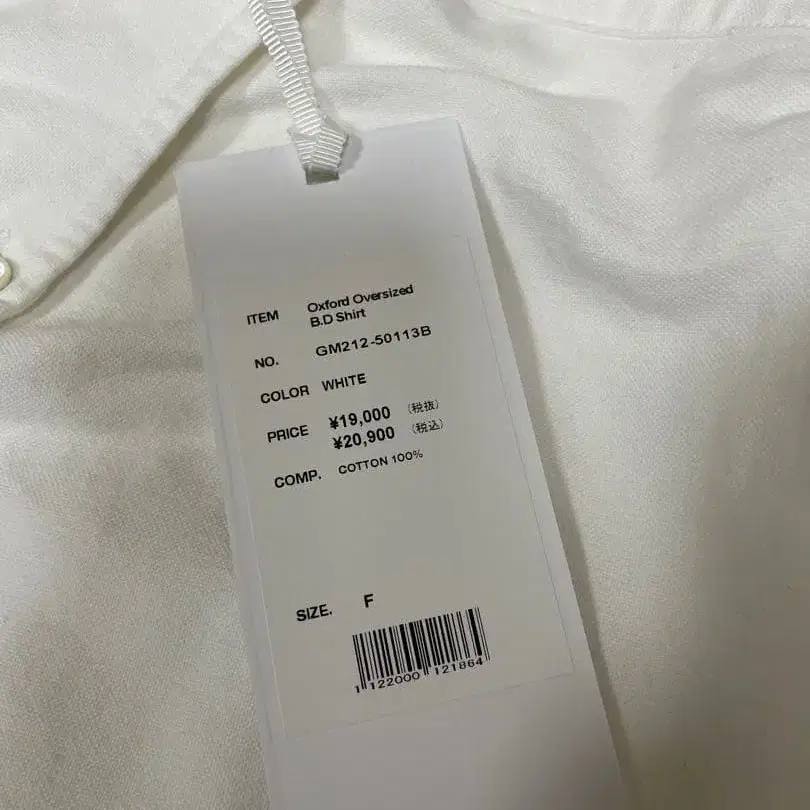 ITEM Oxford Oversized
B.D Shirt
NO. GM212-50113B
COLOR WHITE
PRICE ¥19,000 (税抜)
¥20,900 (税込)
COMP. COTTON 100%
SIZE. F
1 122000 121864